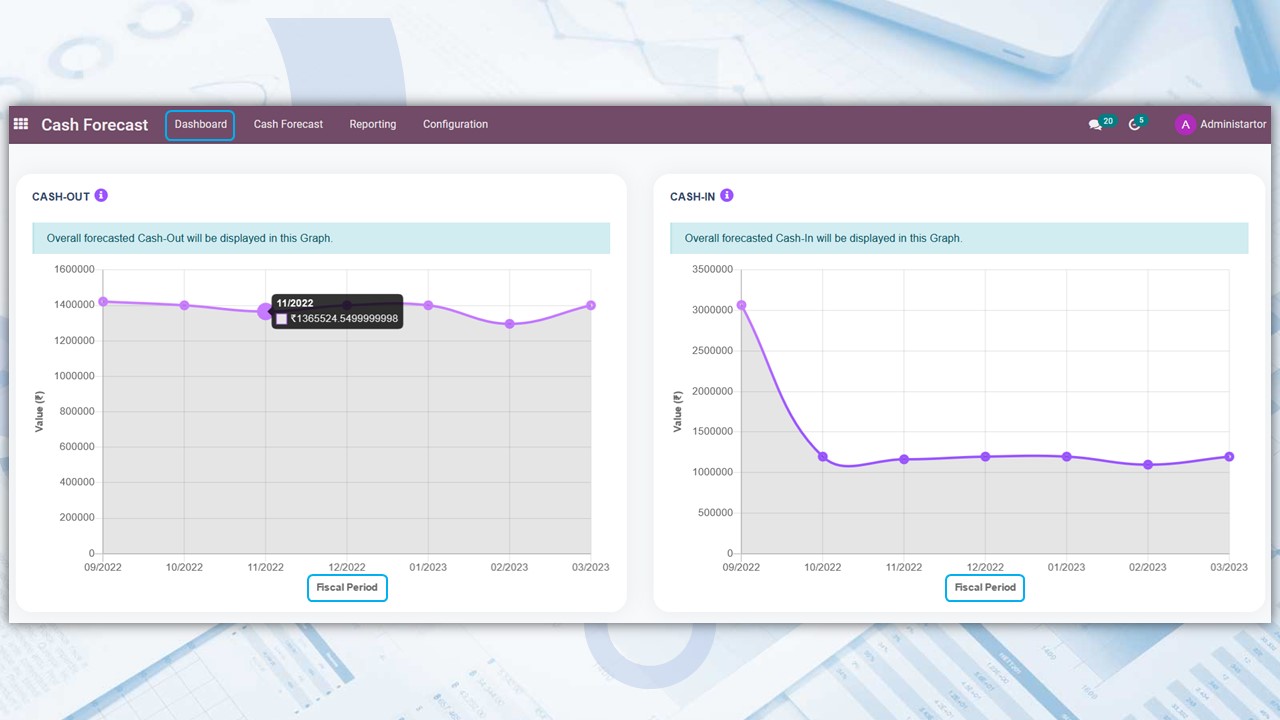 Cash Forecast Dashboard Cash Forecast Reporting Configuration 20 5 A Administartor
CASH-OUT
Overall forecasted Cash-Out will be displayed in this Graph.
1600000
1400000
1200000
1000000
800000
600000
400000
200000
0
Value (₹)
11/2022
₹1365524.5499999998
09/2022 10/2022 11/2022 12/2022 01/2023 02/2023 03/2023
Fiscal Period
CASH-IN
Overall forecasted Cash-In will be displayed in this Graph.
3500000
3000000
2500000
2000000
1500000
1000000
500000
0
Value (₹)
09/2022 10/2022 11/2022 12/2022 01/2023 02/2023 03/2023
Fiscal Period